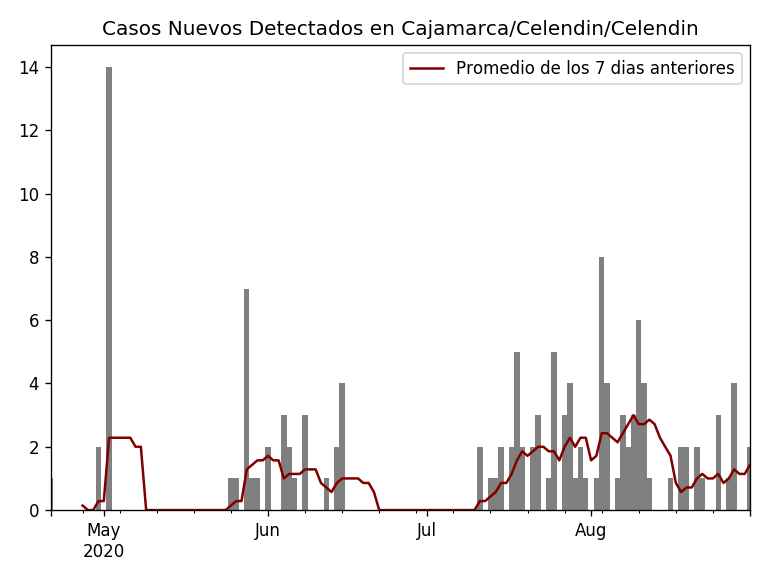 Casos Nuevos Detectados en Cajamarca/Celendin/Celendin
Promedio de los 7 dias anteriores
14
12
10
8
6
4
2
0
May
2020
Jun
Jul
Aug